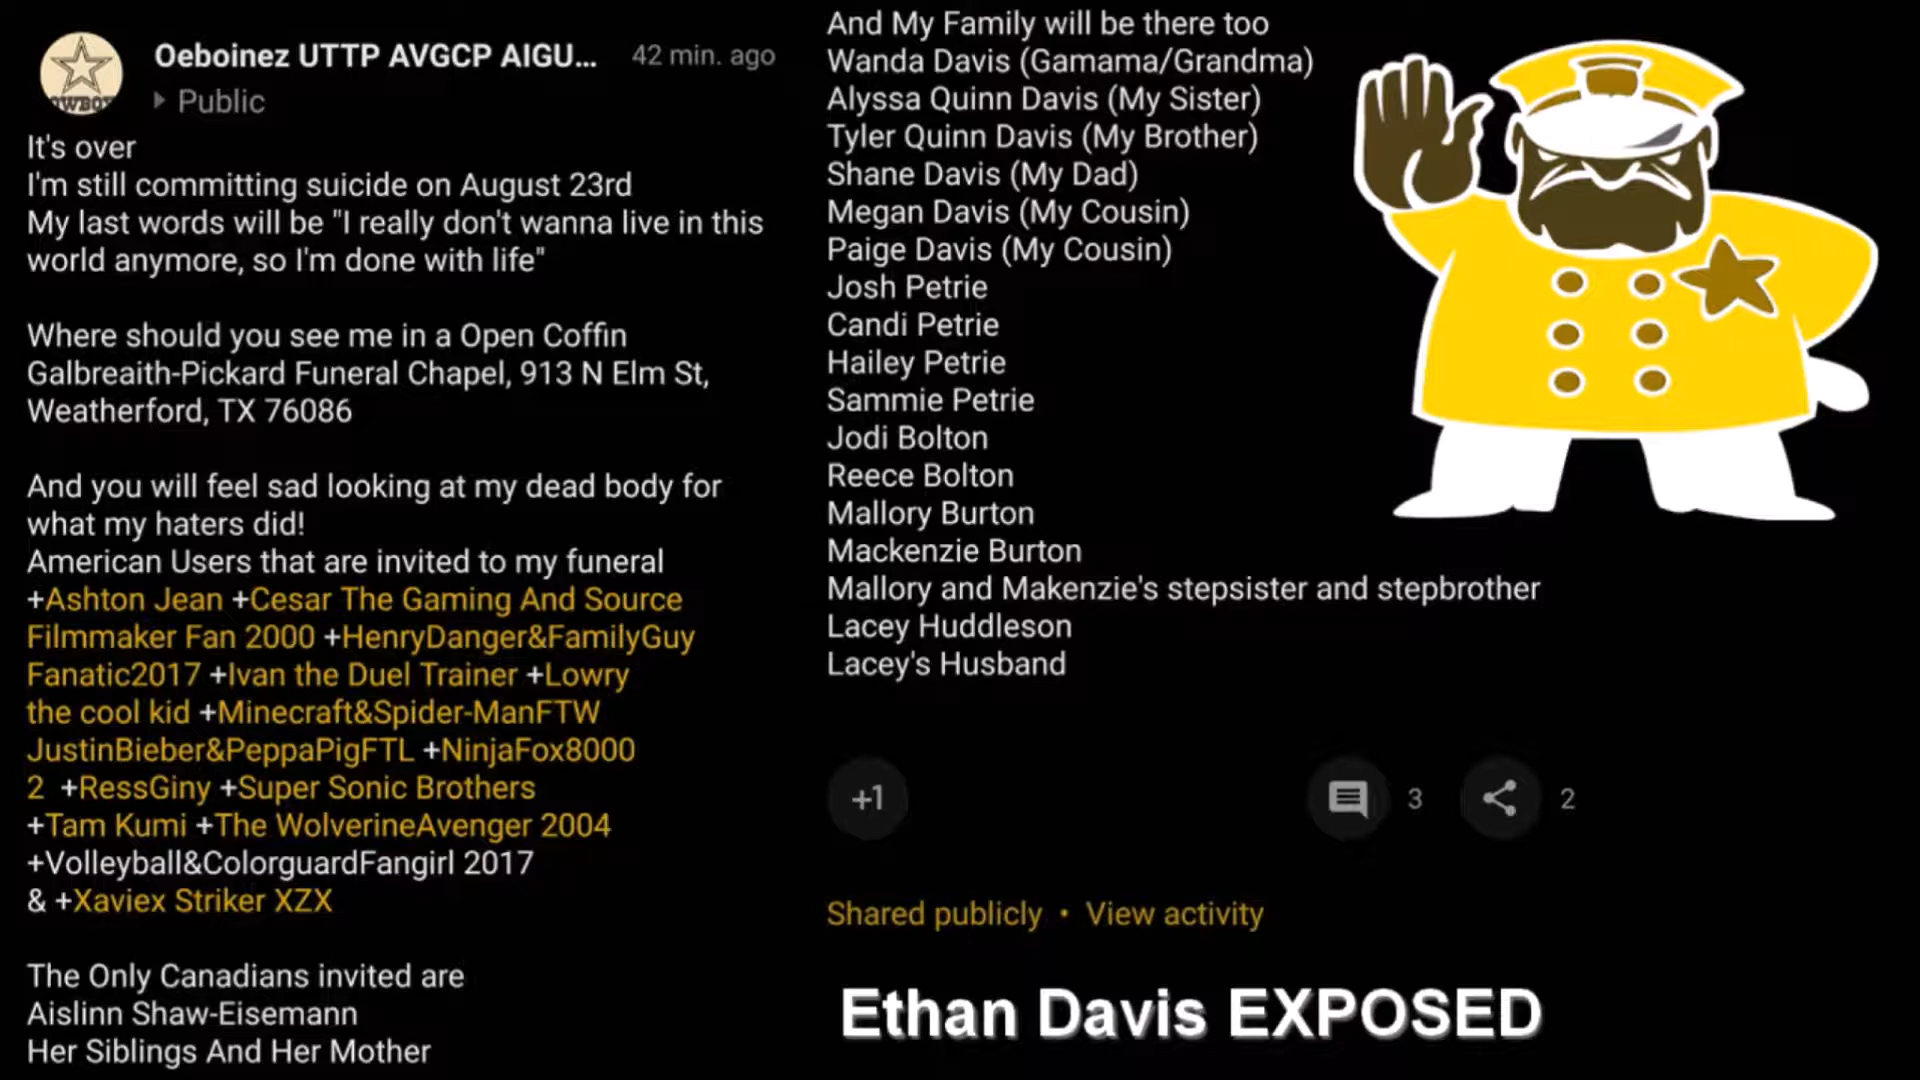 Oeboinez UTTP AVGCP AIGU... 42 min. ago
Public
It's over
I'm still committing suicide on August 23rd
My last words will be "I really don't wanna live in this
world anymore, so I'm done with life"
Where should you see me in a Open Coffin
Galbreaith-Pickard Funeral Chapel, 913 N Elm St,
Weatherford, TX 76086
And you will feel sad looking at my dead body for
what my haters did!
American Users that are invited to my funeral
+Ashton Jean +Cesar The Gaming And Source
Filmmaker Fan 2000 +HenryDanger&FamilyGuy
Fanatic2017 +Ivan the Duel Trainer +Lowry
the cool kid +Minecraft&Spider-ManFTW
JustinBieber&PeppaPigFTL +NinjaFox8000
2 +RessGiny +Super Sonic Brothers
+Tam Kumi +The WolverineAvenger 2004
+Volleyball&ColorguardFangirl 2017
& +Xaviex Striker XZX
The Only Canadians invited are
Aislinn Shaw-Eisemann
Her Siblings And Her Mother
And My Family will be there too
Wanda Davis (Gamama/Grandma)
Alyssa Quinn Davis (My Sister)
Tyler Quinn Davis (My Brother)
Shane Davis (My Dad)
Megan Davis (My Cousin)
Paige Davis (My Cousin)
Josh Petrie
Candi Petrie
Hailey Petrie
Sammie Petrie
Jodi Bolton
Reece Bolton
Mallory Burton
Mackenzie Burton
Mallory and Makenzie's stepsister and stepbrother
Lacey Huddleson
Lacey's Husband
+1 3 2
Shared publicly • View activity
Ethan Davis EXPOSED